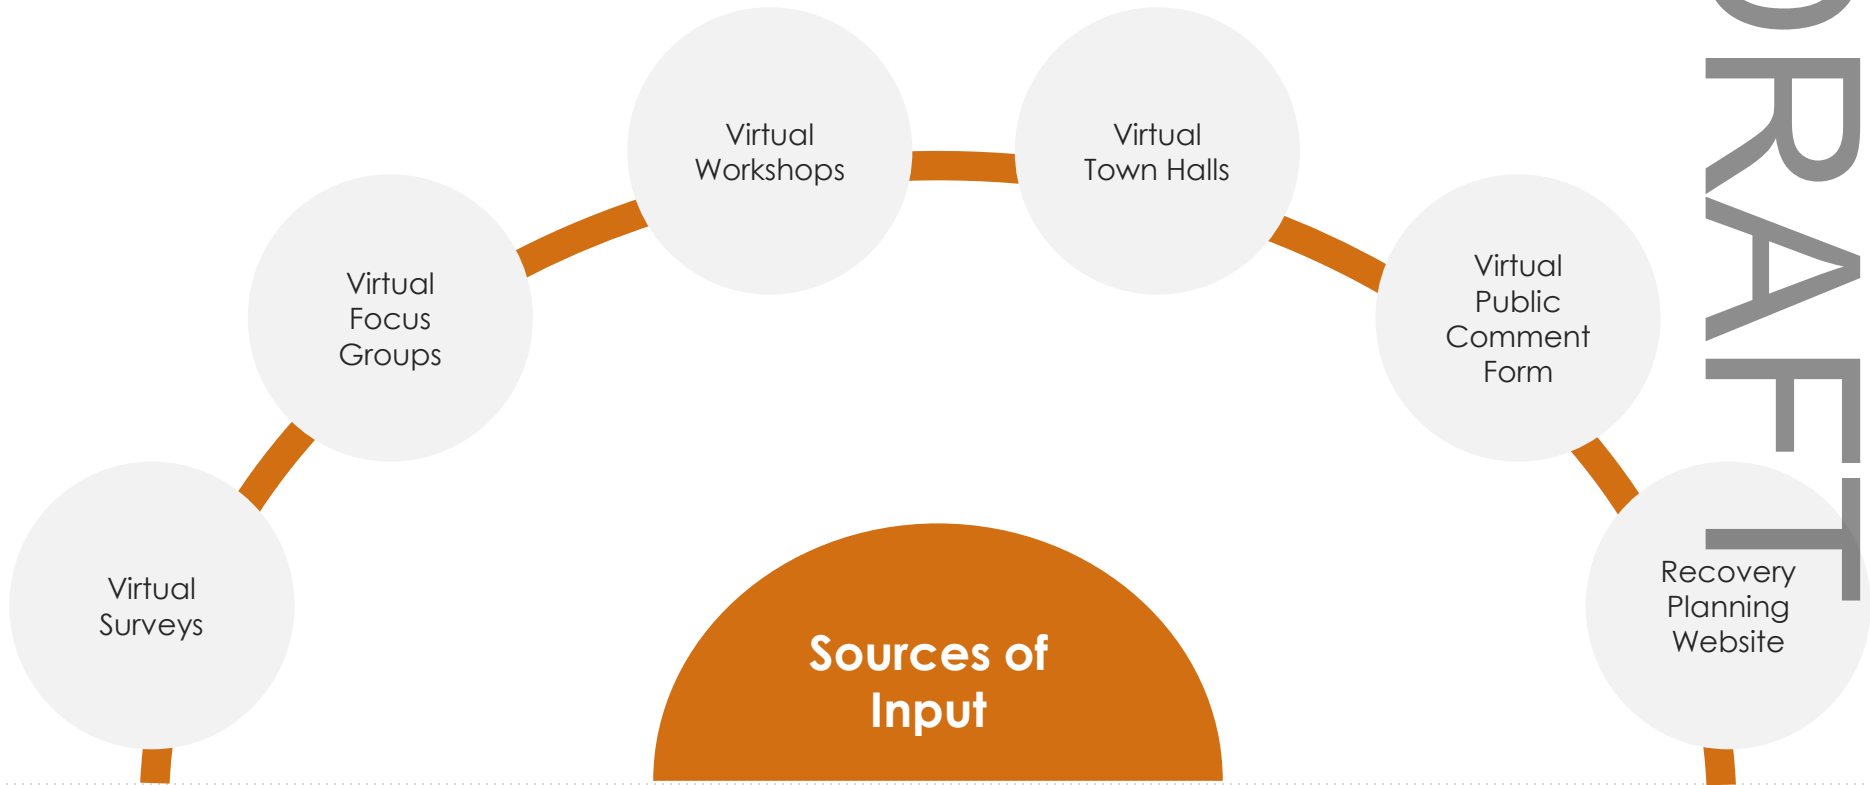 Virtual
Workshops
Virtual
Town Halls
Virtual
Focus
Groups
Virtual
Public
Comment
Form
Virtual
Surveys
Recovery
Planning
Website
Sources of
Input
DRAFT